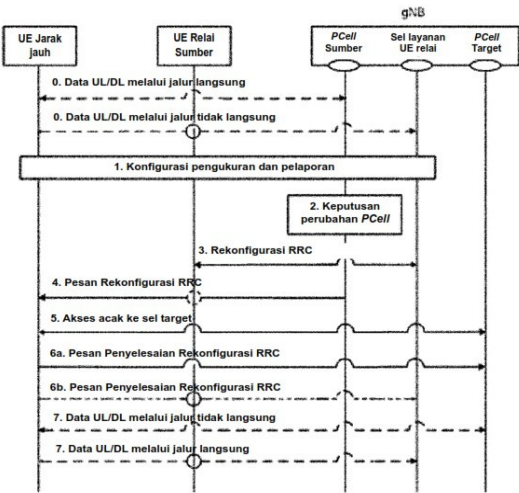 gNB
UE Jarak
jauh
UE Relai
Sumber
PCell
Sumber
Sel layanan
UE relai
PCell
Target
0. Data UL/DL melalui jalur langsung
0. Data UL/DL melalui jalur tidak langsung
1. Konfigurasi pengukuran dan pelaporan
2. Keputusan
perubahan PCell
3. Rekonfigurasi RRC
4. Pesan Rekonfigurasi RRC
5. Akses acak ke sel target
6a. Pesan Penyelesaian Rekonfigurasi RRC
6b. Pesan Penyelesaian Rekonfigurasi RRC
7. Data UL/DL melalui jalur tidak langsung
7. Data UL/DL melalui jalur langsung